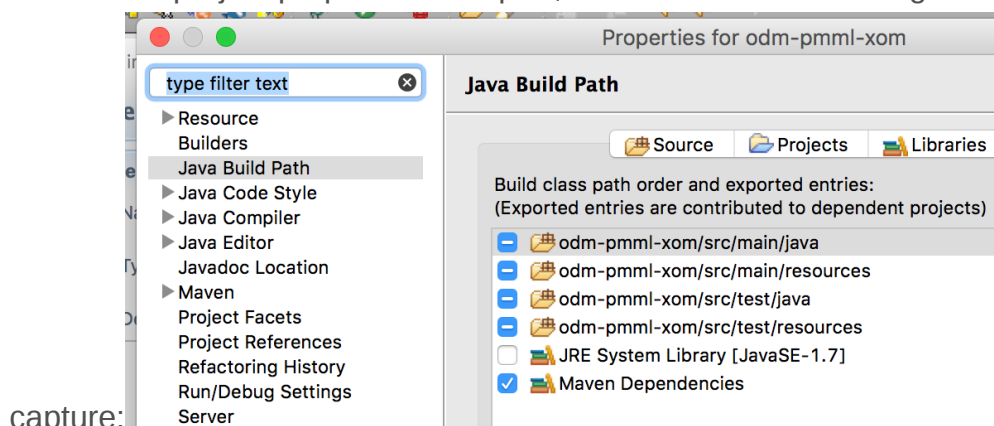 Properties for odm-pmml-xom
type filter text
Java Build Path
Resource
Builders
Java Build Path
Java Code Style
Java Compiler
Java Editor
Javadoc Location
Maven
Project Facets
Project References
Refactoring History
Run/Debug Settings
Server
Source Projects Libraries
Build class path order and exported entries:
(Exported entries are contributed to dependent projects)
odm-pmml-xom/src/main/java
odm-pmml-xom/src/main/resources
odm-pmml-xom/src/test/java
odm-pmml-xom/src/test/resources
JRE System Library [JavaSE-1.7]
Maven Dependencies
capture: